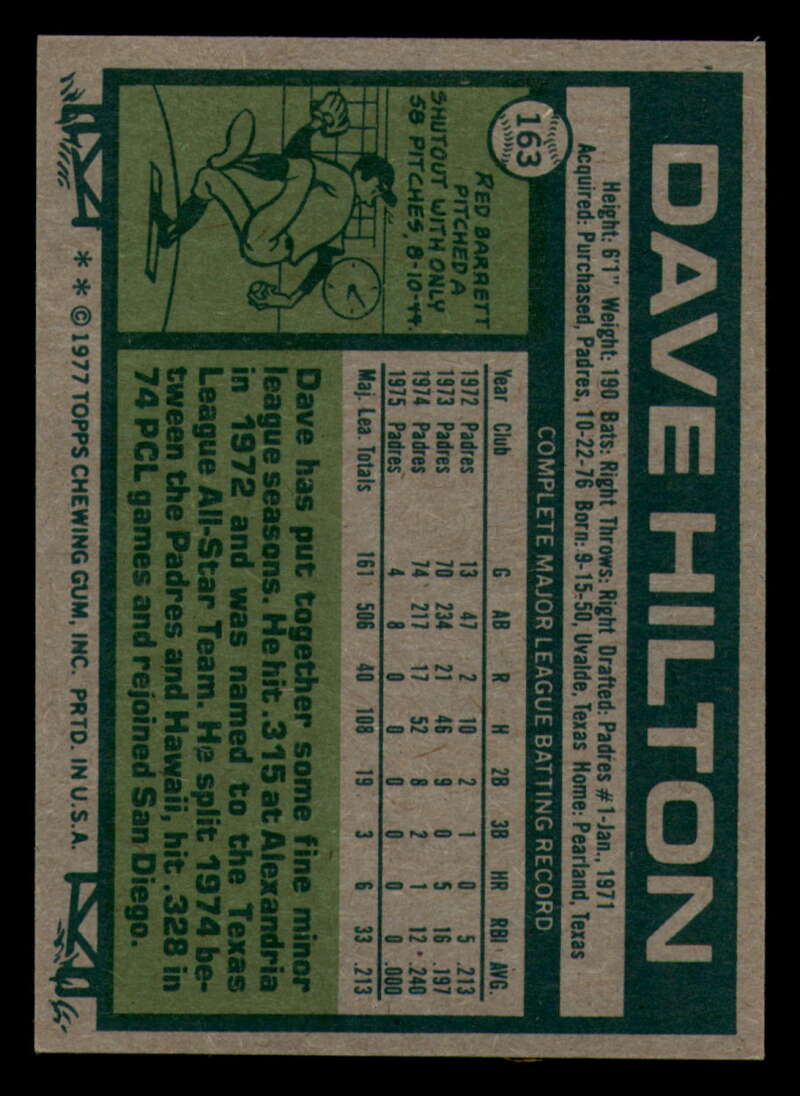 DAVE HILTON
163
Height: 6'1" Weight: 190 Bats: Right Throws: Right Drafted: Padres #1-Jan., 1971
Acquired: Purchased, Padres, 10-22-76 Born: 9-15-50, Uvalde, Texas Home: Pearland, Texas
COMPLETE MAJOR LEAGUE BATTING RECORD
Year Club G AB R H 2B 3B HR RBI AVG.
1972 Padres 13 47 2 10 2 1 0 5 .213
1973 Padres 70 234 21 46 9 0 5 16 .197
1974 Padres 74 217 17 52 8 2 1 12 .240
1975 Padres 4 8 0 0 0 0 0 0 .000
Maj. Lea. Totals 161 506 40 108 19 3 6 33 .213
RED BARRETT
PITCHED A
SHUTOUT WITH ONLY
58 PITCHES, 8-10-44.
Dave has put together some fine minor
league seasons. He hit .315 at Alexandria
in 1972 and was named to the Texas
League All-Star Team. He split 1974 be-
tween the Padres and Hawaii, hit .328 in
74 PCL games and rejoined San Diego.
* * © 1977 TOPPS CHEWING GUM, INC. PRTD. IN U.S.A.